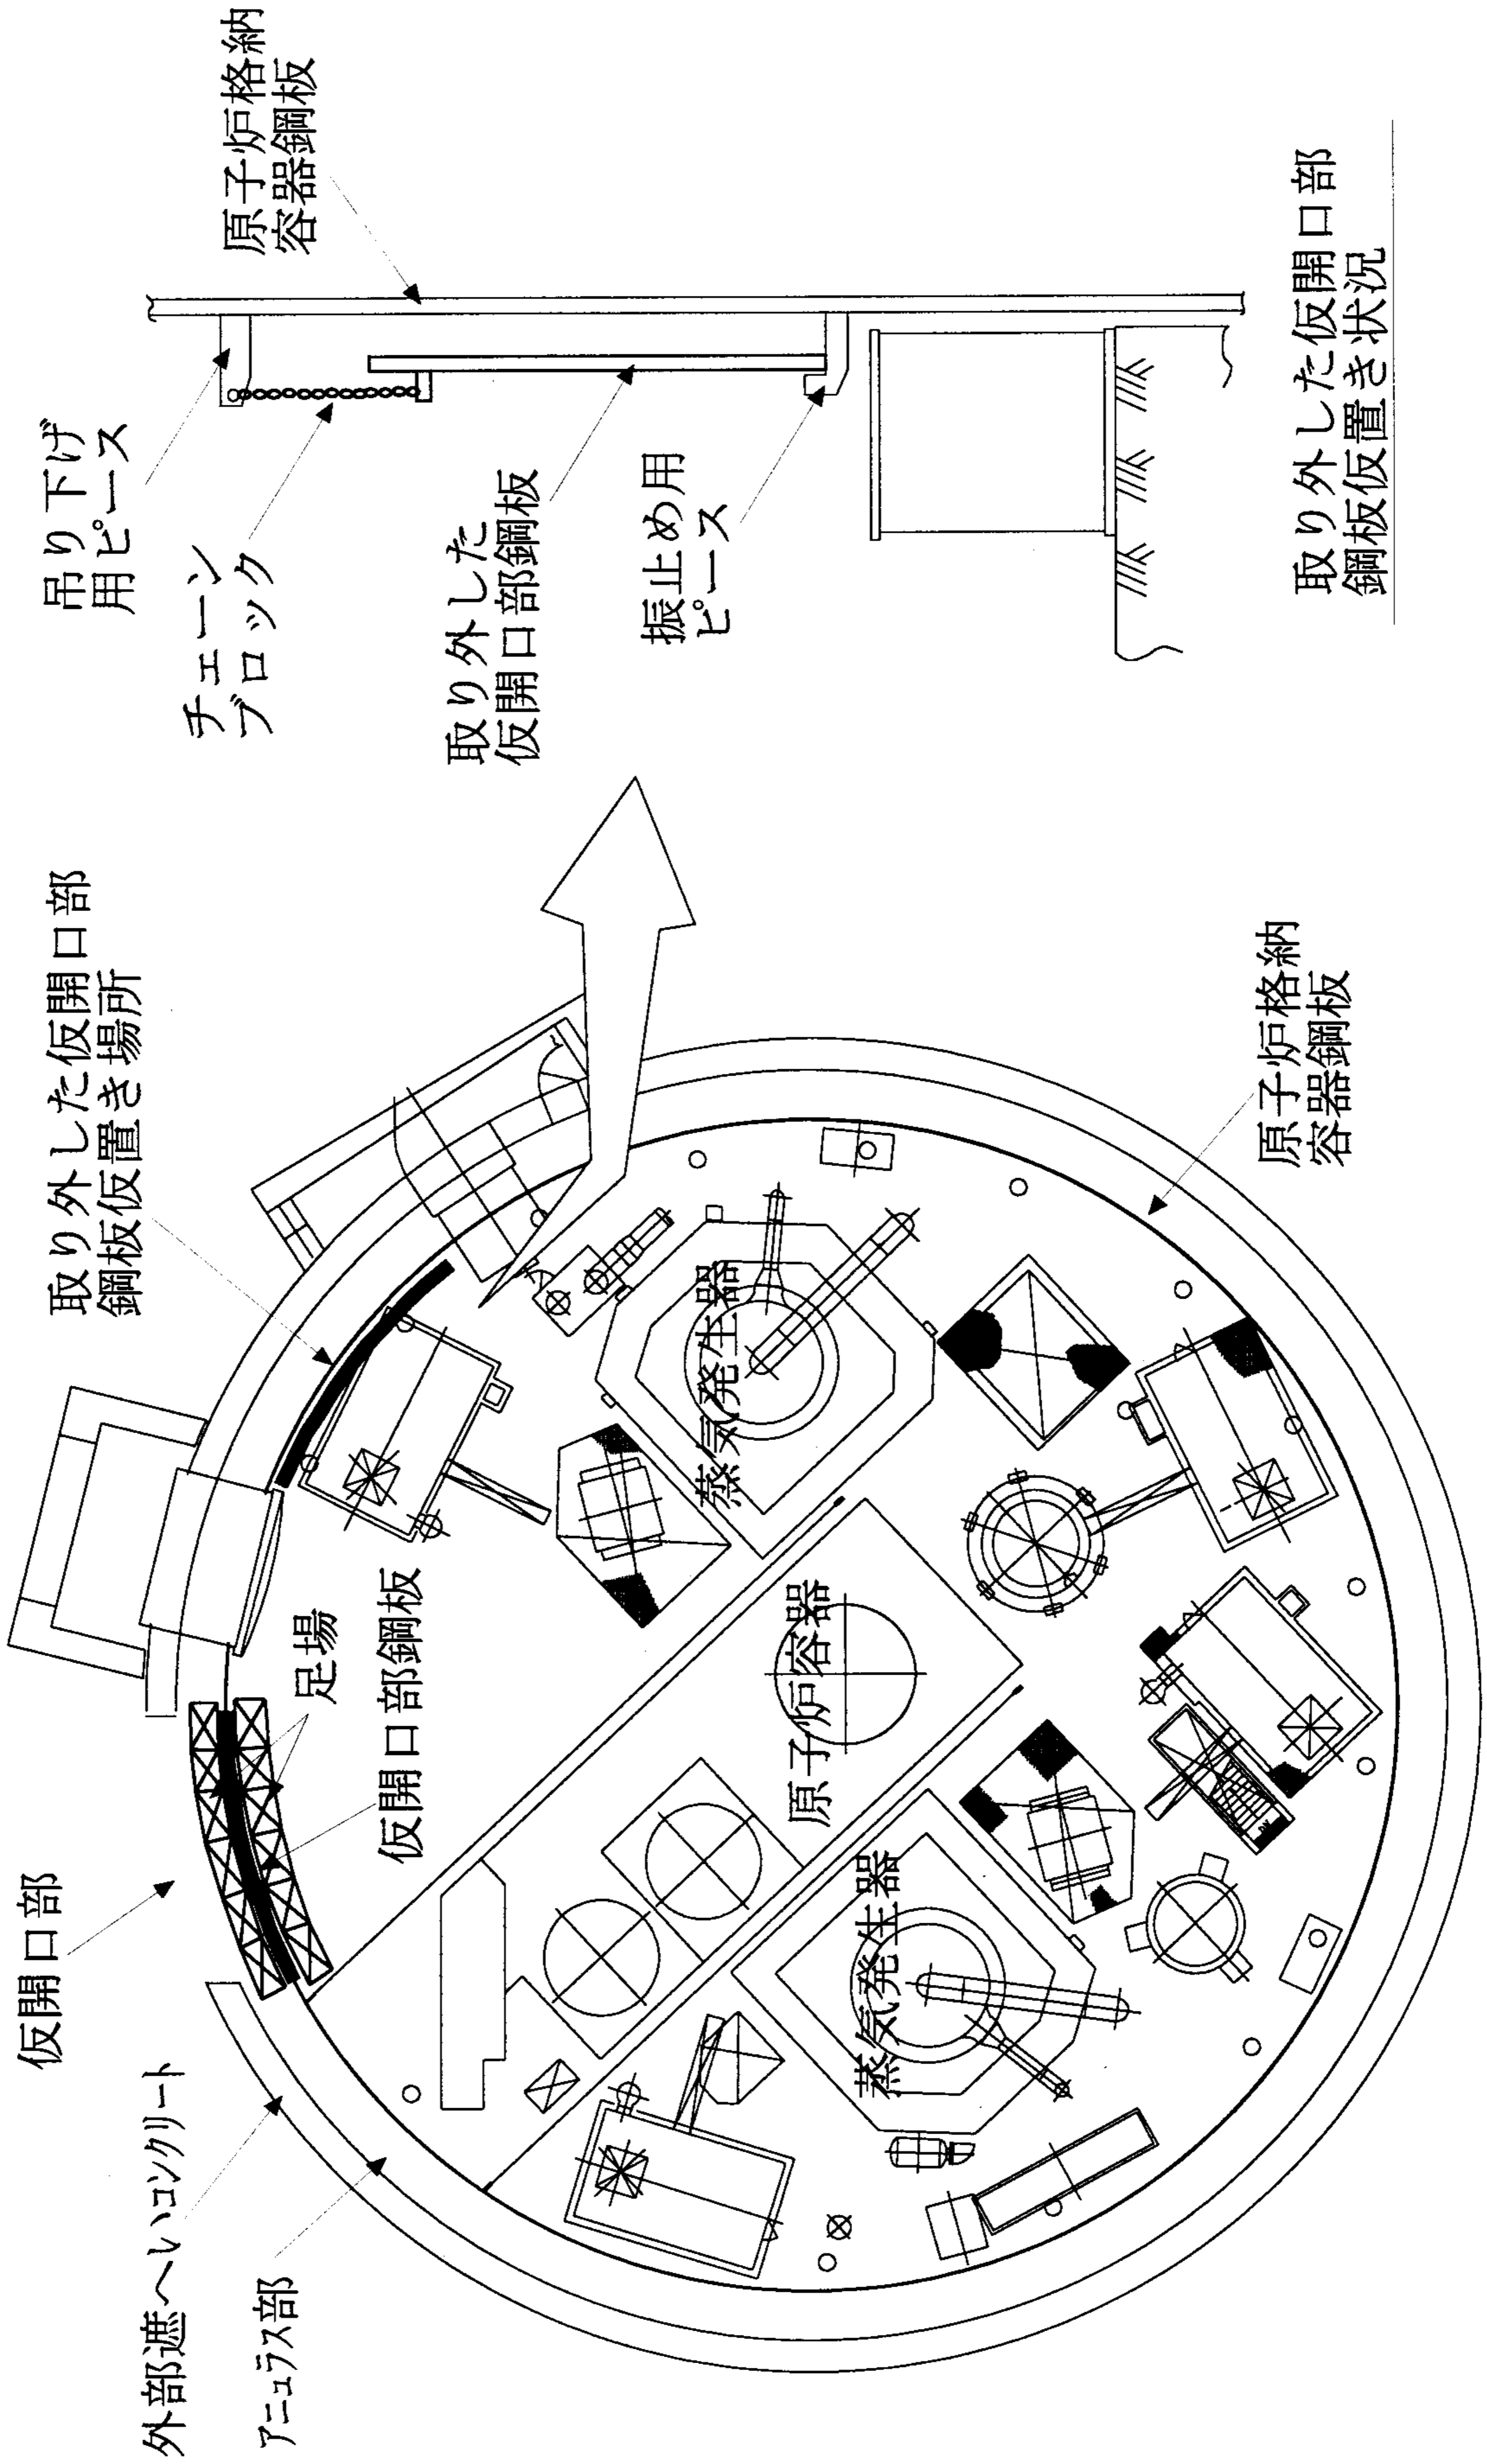 仮開口部
外部遮へいコンクリート
アニュラス部
足場
仮開口部鋼板
取り外した仮開口部
鋼板仮置き場所
蒸気発生器
原子炉容器
蒸気発生器
原子炉格納
容器鋼板
吊り下げ
用ピース
チェーン
ブロック
取り外した
仮開口部鋼板
振止め用
ピース
原子炉格納
容器鋼板
取り外した仮開口部
鋼板仮置き状況